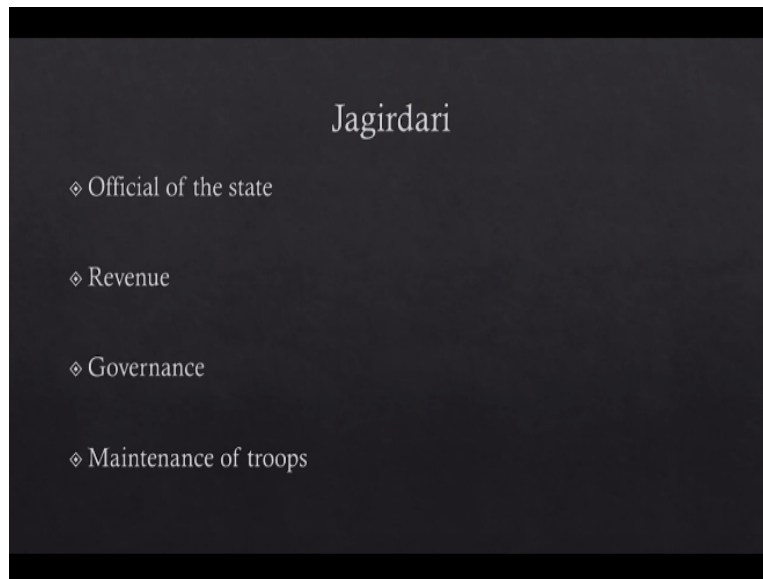 Jagirdari
Official of the state
Revenue
Governance
Maintenance of troops